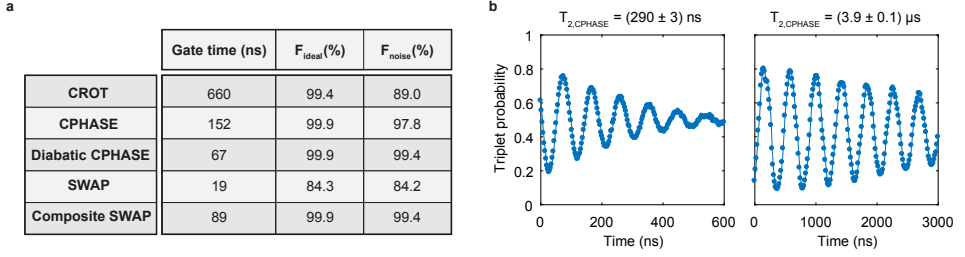 a
Gate time (ns) F_ideal(%) F_noise(%)
CROT 660 99.4 89.0
CPHASE 152 99.9 97.8
Diabatic CPHASE 67 99.9 99.4
SWAP 19 84.3 84.2
Composite SWAP 89 99.9 99.4
b
T_2,CPHASE = (290 ± 3) ns
T_2,CPHASE = (3.9 ± 0.1) µs
Triplet probability
1
0.8
0.6
0.4
0.2
0
0 200 400 600
Time (ns)
0 1000 2000 3000
Time (ns)